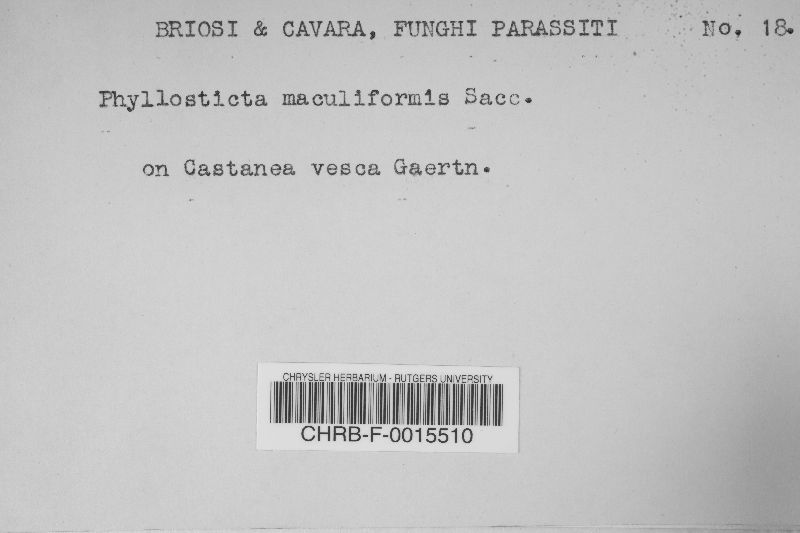 BRIOSI & CAVARA, FUNGHI PARASSITI No. 18.
Phyllosticta maculiformis Sacc.
on Castanea vesca Gaertn.
CHRYSLER HERBARIUM - RUTGERS UNIVERSITY
CHRB-F-0015510